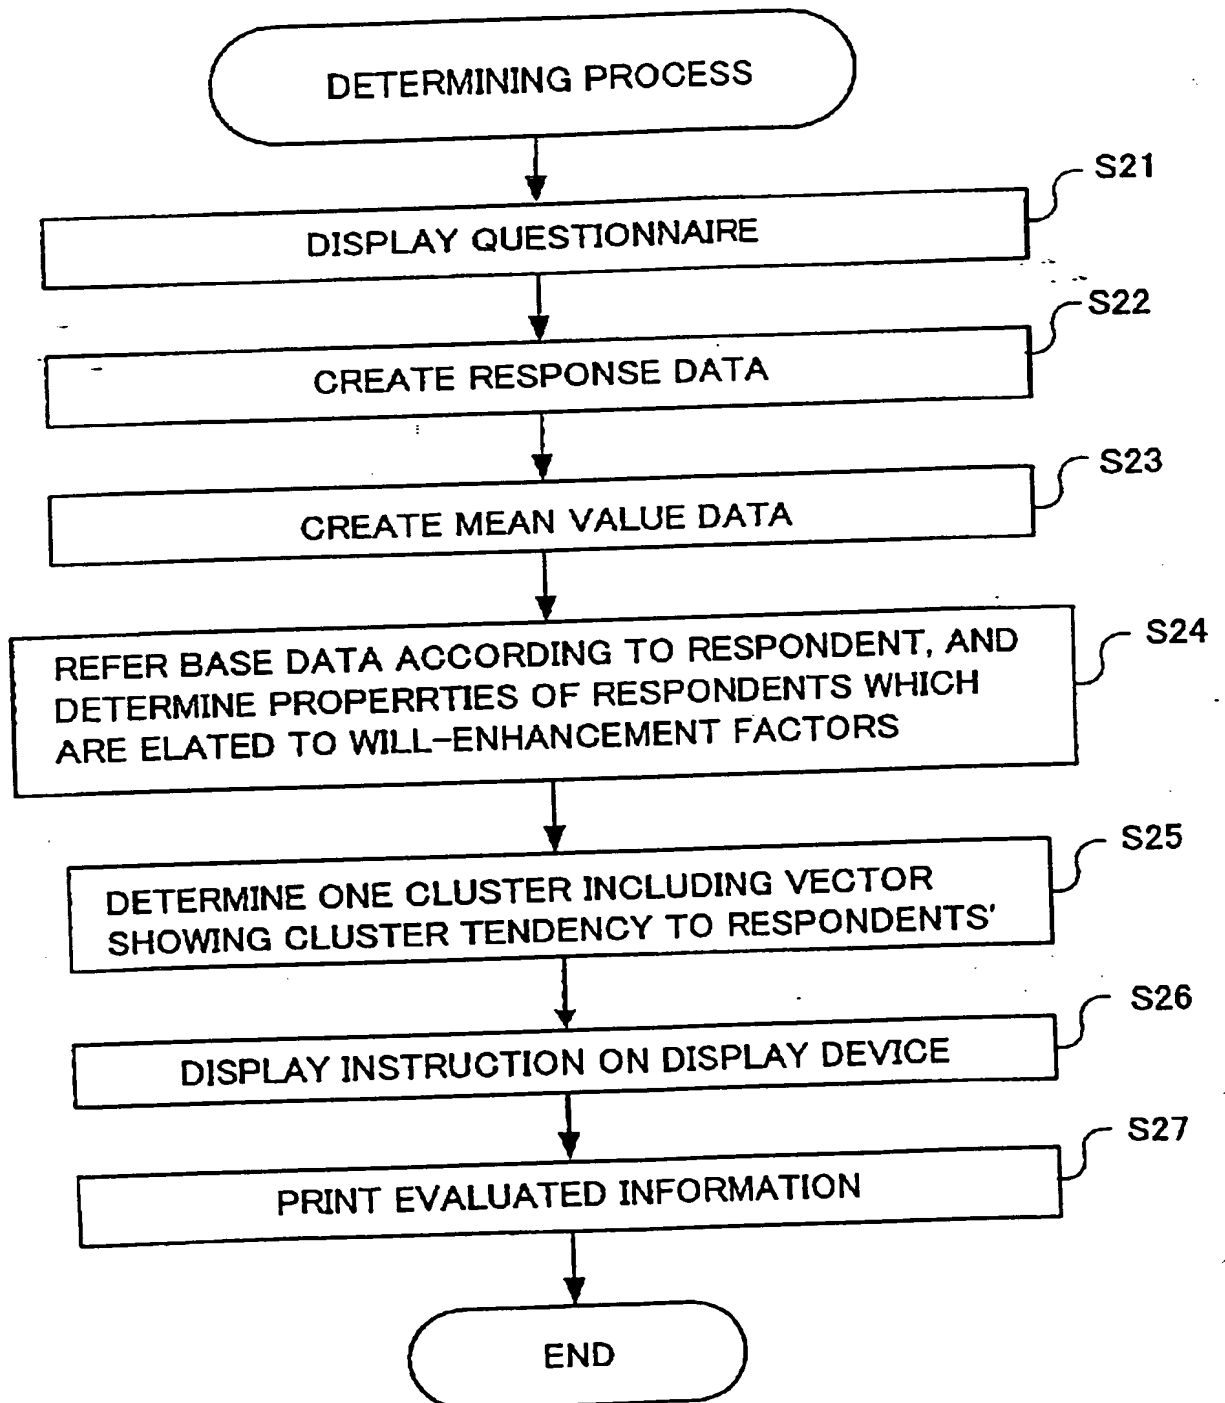 DETERMINING PROCESS
S21
DISPLAY QUESTIONNAIRE
S22
CREATE RESPONSE DATA
S23
CREATE MEAN VALUE DATA
S24
REFER BASE DATA ACCORDING TO RESPONDENT, AND
DETERMINE PROPERRTIES OF RESPONDENTS WHICH
ARE ELATED TO WILL-ENHANCEMENT FACTORS
S25
DETERMINE ONE CLUSTER INCLUDING VECTOR
SHOWING CLUSTER TENDENCY TO RESPONDENTS'
S26
DISPLAY INSTRUCTION ON DISPLAY DEVICE
S27
PRINT EVALUATED INFORMATION
END